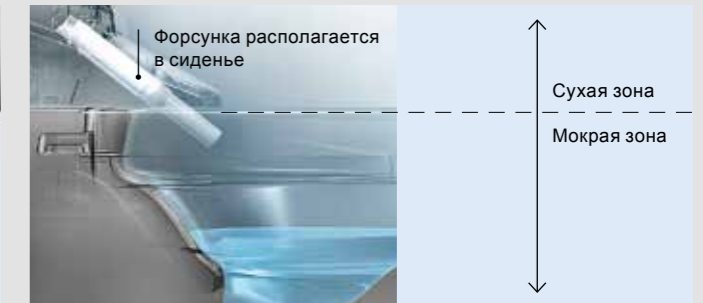 Форсунка располагается
в сиденье
Сухая зона
Мокрая зона